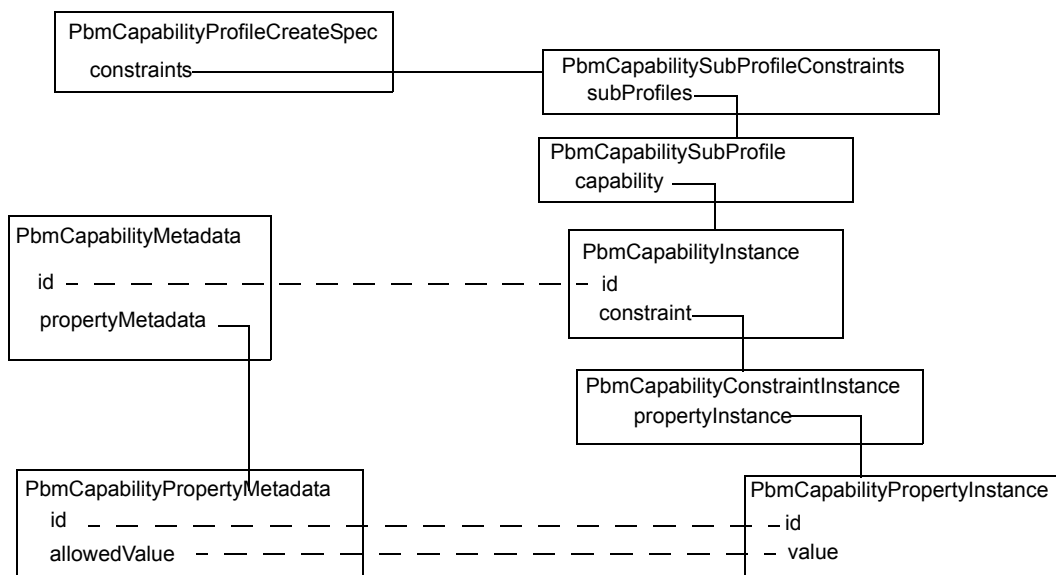 PbmCapabilityProfileCreateSpec
constraints
PbmCapabilitySubProfileConstraints
subProfiles
PbmCapabilitySubProfile
capability
PbmCapabilityMetadata
id
propertyMetadata
PbmCapabilityInstance
id
constraint
PbmCapabilityConstraintInstance
propertyInstance
PbmCapabilityPropertyMetadata
id
allowedValue
PbmCapabilityPropertyInstance
id
value